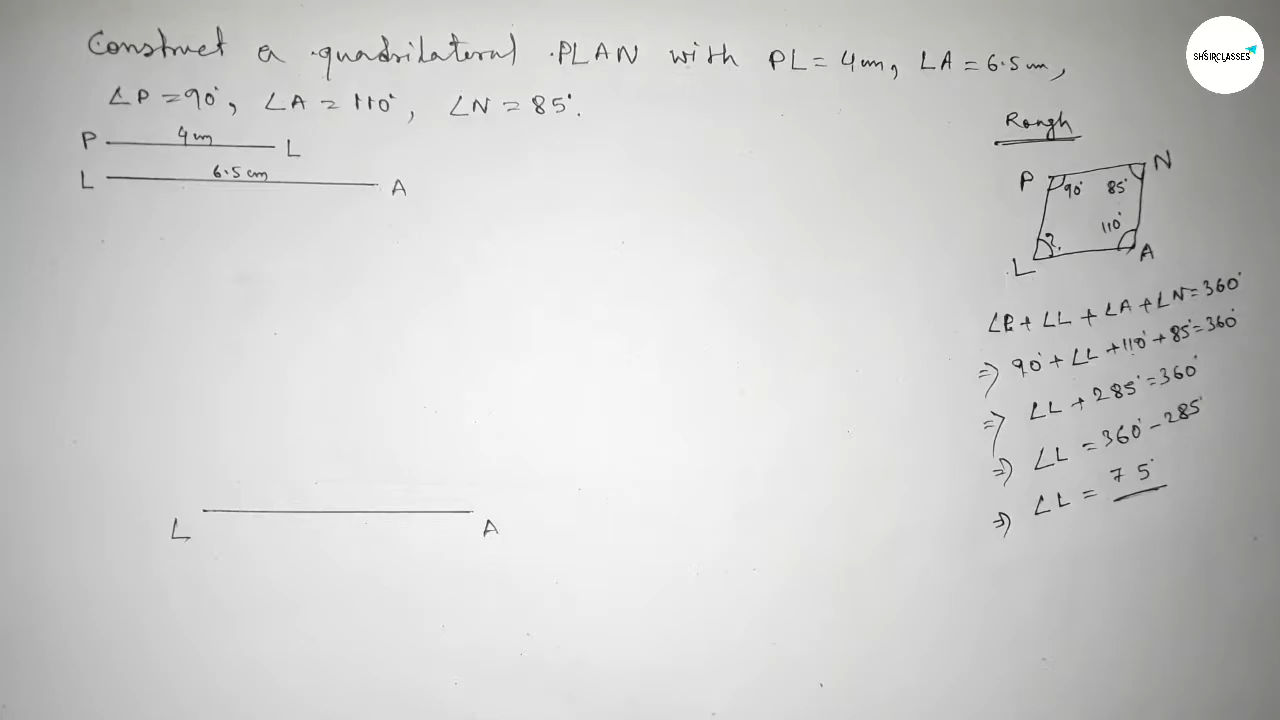 Construct a quadrilateral PLAN with PL = 4cm, LA = 6.5cm,
∠P = 90°, ∠A = 110°, ∠N = 85°.
P 4cm L
L 6.5cm A
SHSIRCLASSES
Rough
P N
90° 85°
110°
?
L A
∠P + ∠L + ∠A + ∠N = 360°
⇒ 90° + ∠L + 110° + 85° = 360°
⇒ ∠L + 285° = 360°
⇒ ∠L = 360° - 285°
⇒ ∠L = 75°
L A